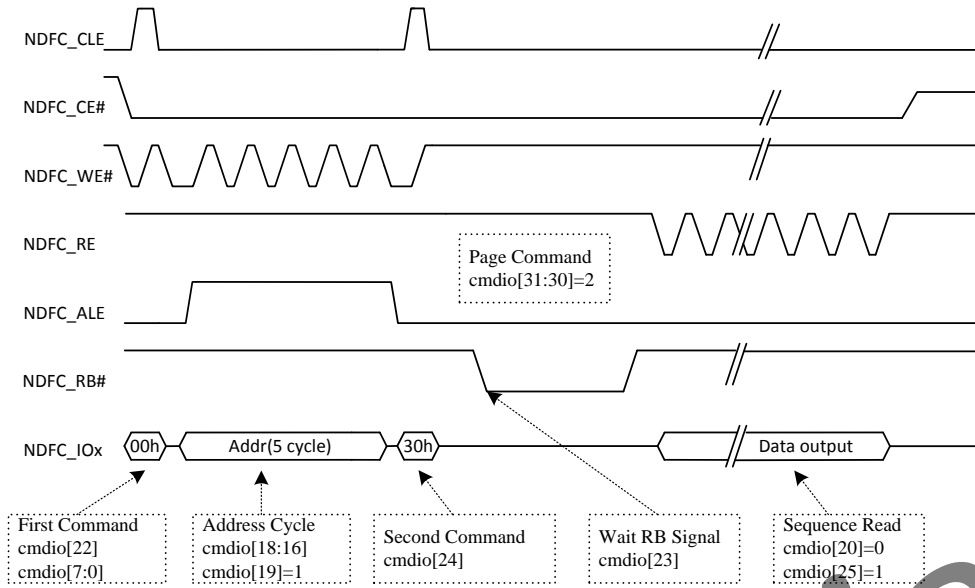 NDFC_CLE
NDFC_CE#
NDFC_WE#
NDFC_RE
Page Command
cmdio[31:30]=2
NDFC_ALE
NDFC_RB#
NDFC_IOx
00h
Addr(5 cycle)
30h
Data output
First Command
cmdio[22]
cmdio[7:0]
Address Cycle
cmdio[18:16]
cmdio[19]=1
Second Command
cmdio[24]
Wait RB Signal
cmdio[23]
Sequence Read
cmdio[20]=0
cmdio[25]=1